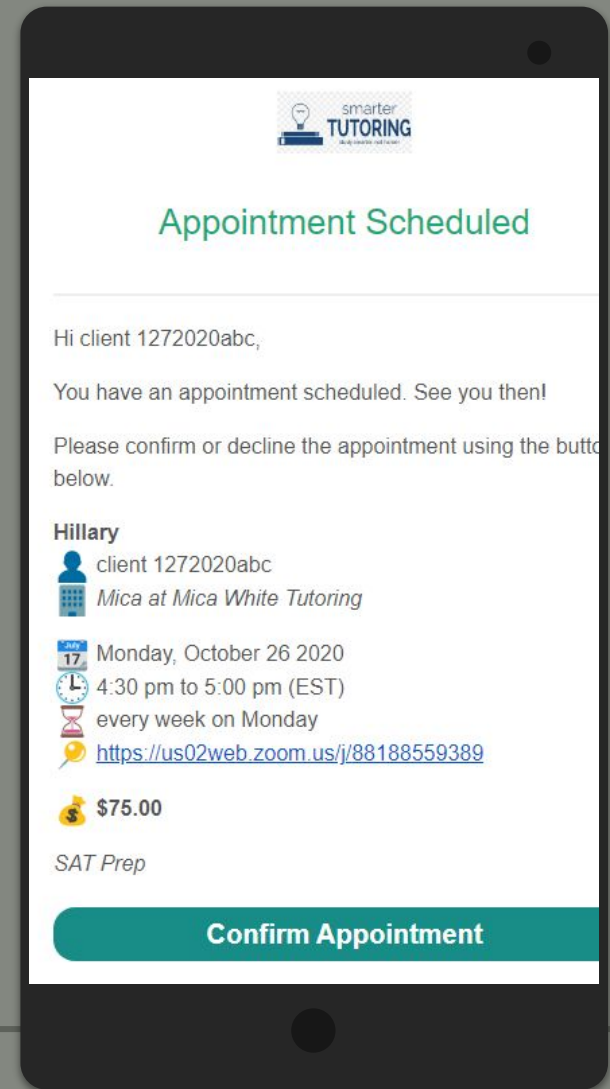 smarter
TUTORING
Appointment Scheduled
Hi client 1272020abc,
You have an appointment scheduled. See you then!
Please confirm or decline the appointment using the butto
below.
Hillary
client 1272020abc
Mica at Mica White Tutoring
July
17
Monday, October 26 2020
4:30 pm to 5:00 pm (EST)
every week on Monday
https://us02web.zoom.us/j/88188559389
$75.00
SAT Prep
Confirm Appointment